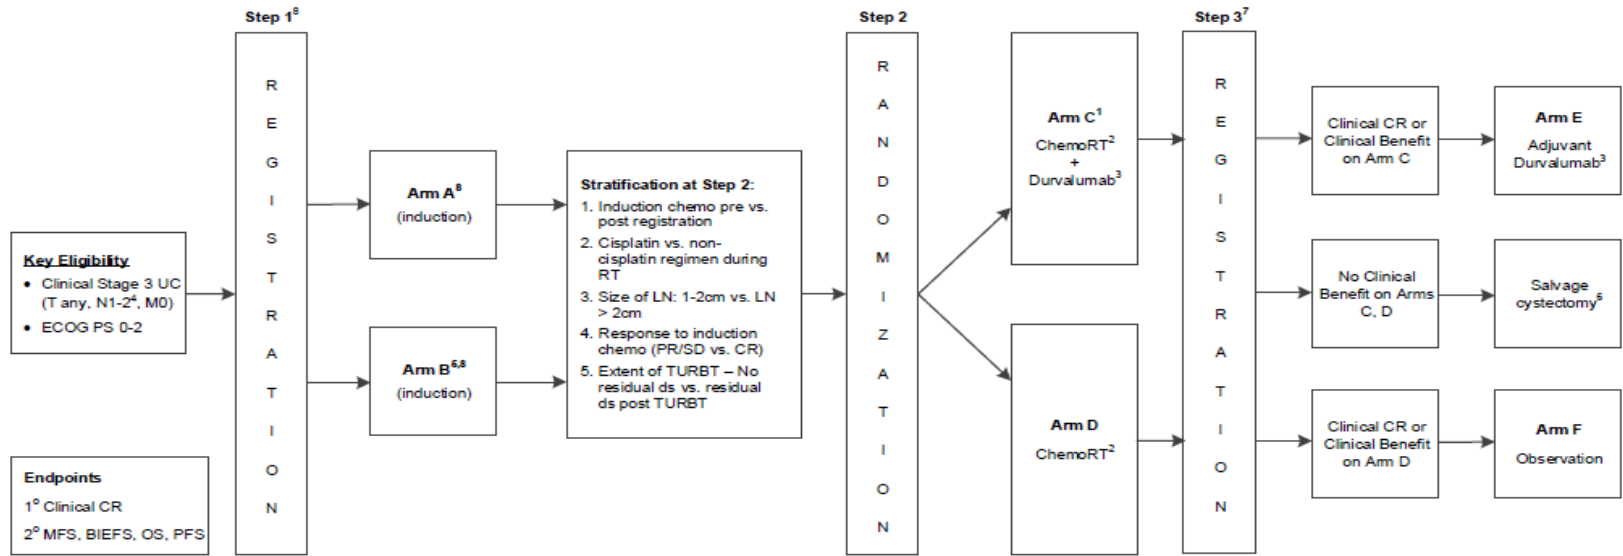 Step 1⁸
Step 2
Step 3⁷
Key Eligibility
• Clinical Stage 3 UC
(T any, N1-2⁴, M0)
• ECOG PS 0-2
Endpoints
1° Clinical CR
2° MFS, BIEFS, OS, PFS
R
E
G
I
S
T
R
A
T
I
O
N
Arm A⁸
(induction)
Arm B⁶,⁸
(induction)
Stratification at Step 2:
1. Induction chemo pre vs.
post registration
2. Cisplatin vs. non-
cisplatin regimen during
RT
3. Size of LN: 1-2cm vs. LN
> 2cm
4. Response to induction
chemo (PR/SD vs. CR)
5. Extent of TURBT – No
residual ds vs. residual
ds post TURBT
R
A
N
D
O
M
I
Z
A
T
I
O
N
Arm C¹
ChemoRT²
+
Durvalumab³
Arm D
ChemoRT²
R
E
G
I
S
T
R
A
T
I
O
N
Clinical CR or
Clinical Benefit
on Arm C
Arm E
Adjuvant
Durvalumab³
No Clinical
Benefit on Arms
C, D
Salvage
cystectomy⁵
Clinical CR or
Clinical Benefit
on Arm D
Arm F
Observation